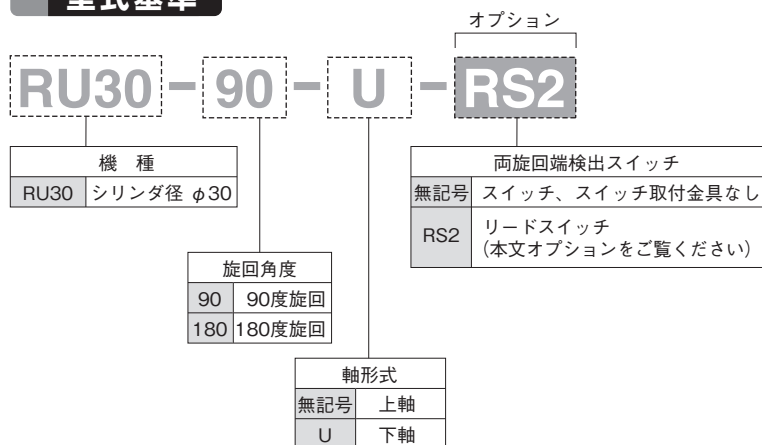 型式基準
オプション
RU30-90-U-RS2
機　種
RU30 シリンダ径 φ30
両旋回端検出スイッチ
無記号 スイッチ、スイッチ取付金具なし
RS2 リードスイッチ
(本文オプションをご覧ください)
旋回角度
90 90度旋回
180 180度旋回
軸形式
無記号 上軸
U 下軸